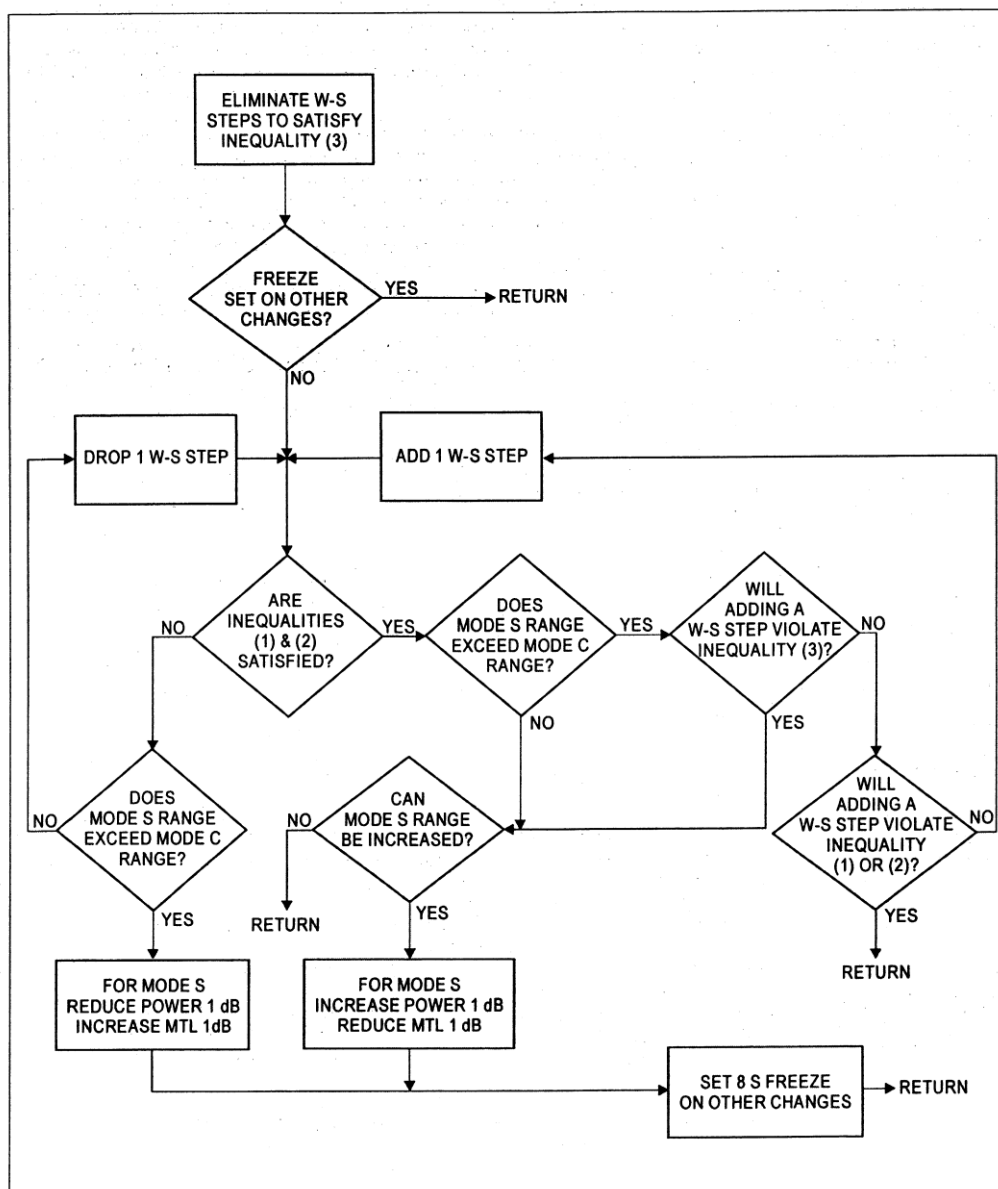 ELIMINATE W-S
STEPS TO SATISFY
INEQUALITY (3)
FREEZE
SET ON OTHER
CHANGES?
YES
RETURN
NO
DROP 1 W-S STEP
ADD 1 W-S STEP
ARE
INEQUALITIES
(1) & (2)
SATISFIED?
NO
YES
DOES
MODE S RANGE
EXCEED MODE C
RANGE?
YES
NO
WILL
ADDING A
W-S STEP VIOLATE
INEQUALITY (3)?
NO
YES
DOES
MODE S RANGE
EXCEED MODE C
RANGE?
NO
YES
CAN
MODE S RANGE
BE INCREASED?
NO
RETURN
YES
WILL
ADDING A
W-S STEP VIOLATE
INEQUALITY
(1) OR (2)?
NO
YES
RETURN
FOR MODE S
REDUCE POWER 1 dB
INCREASE MTL 1dB
FOR MODE S
INCREASE POWER 1 dB
REDUCE MTL 1 dB
SET 8 S FREEZE
ON OTHER CHANGES
RETURN